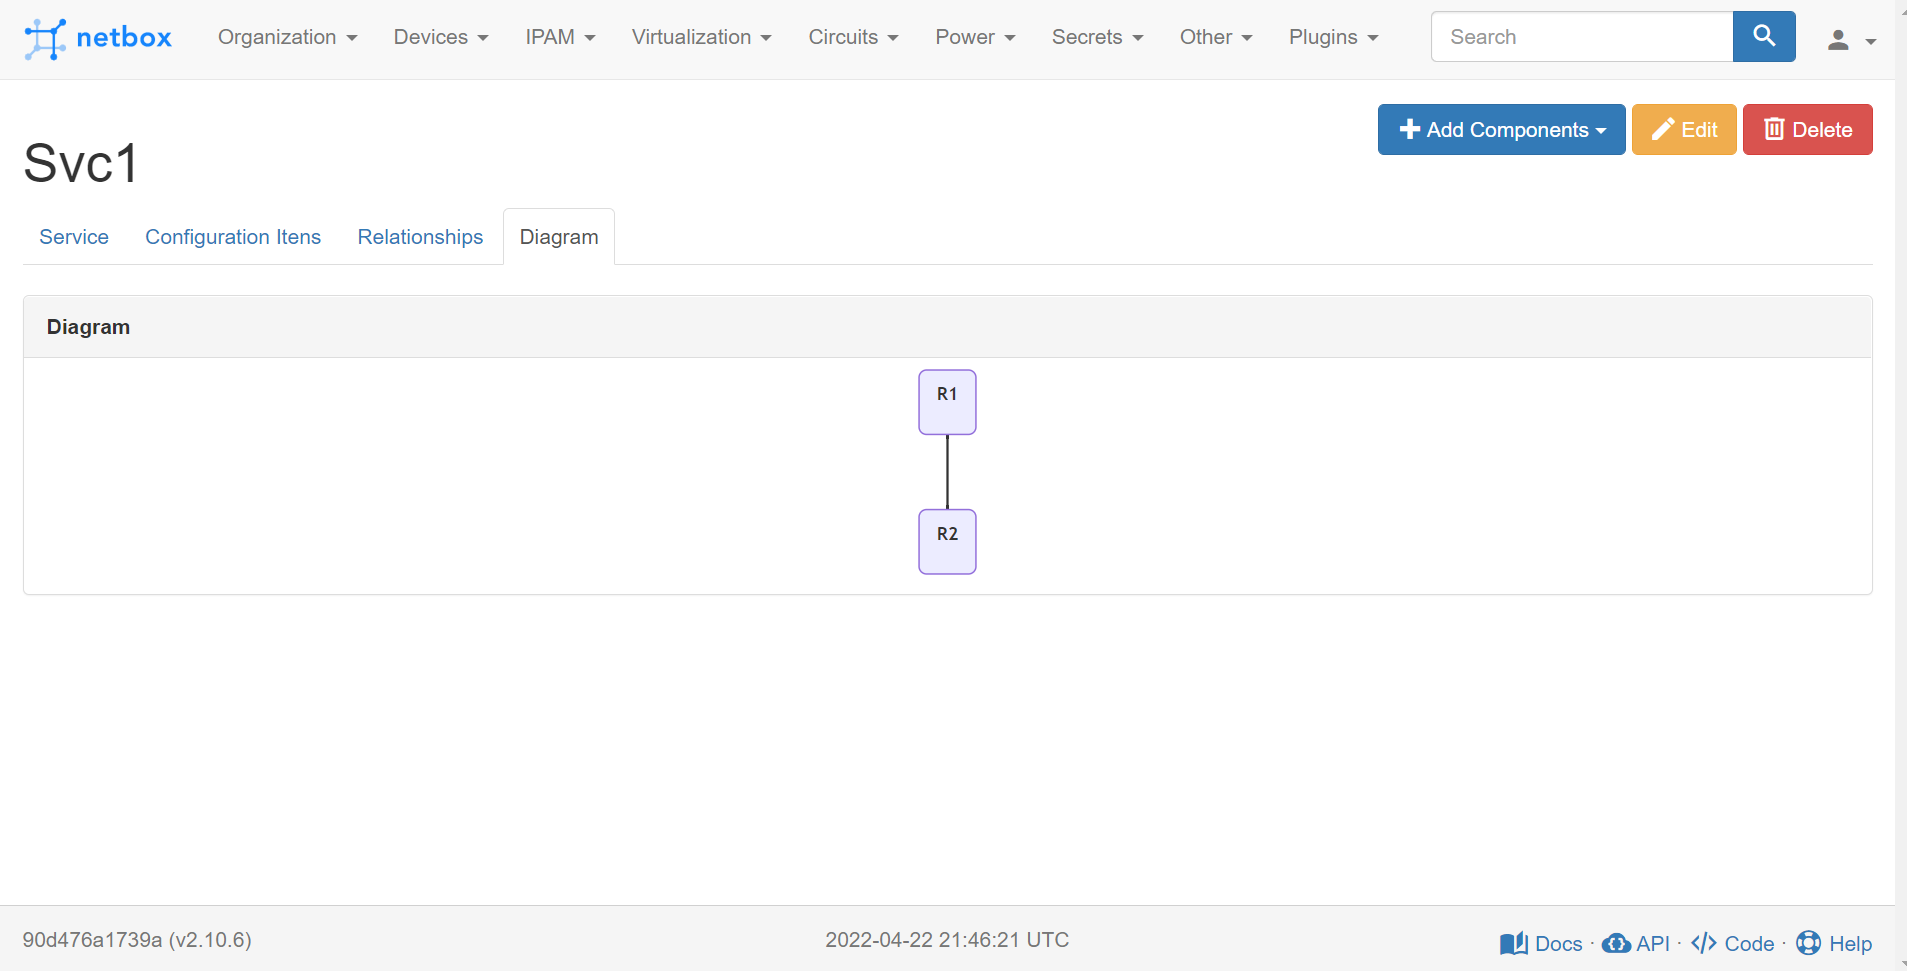 netbox Organization Devices IPAM Virtualization Circuits Power Secrets Other Plugins Search
Add Components Edit Delete
Svc1
Service Configuration Itens Relationships Diagram
Diagram
R1
R2
90d476a1739a (v2.10.6) 2022-04-22 21:46:21 UTC Docs · API · Code · Help